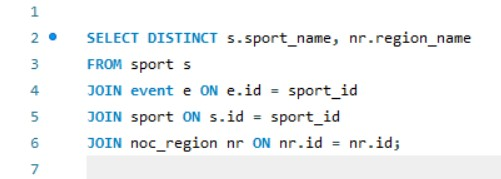 1
2 SELECT DISTINCT s.sport_name, nr.region_name
3 FROM sport s
4 JOIN event e ON e.id = sport_id
5 JOIN sport ON s.id = sport_id
6 JOIN noc_region nr ON nr.id = nr.id;
7